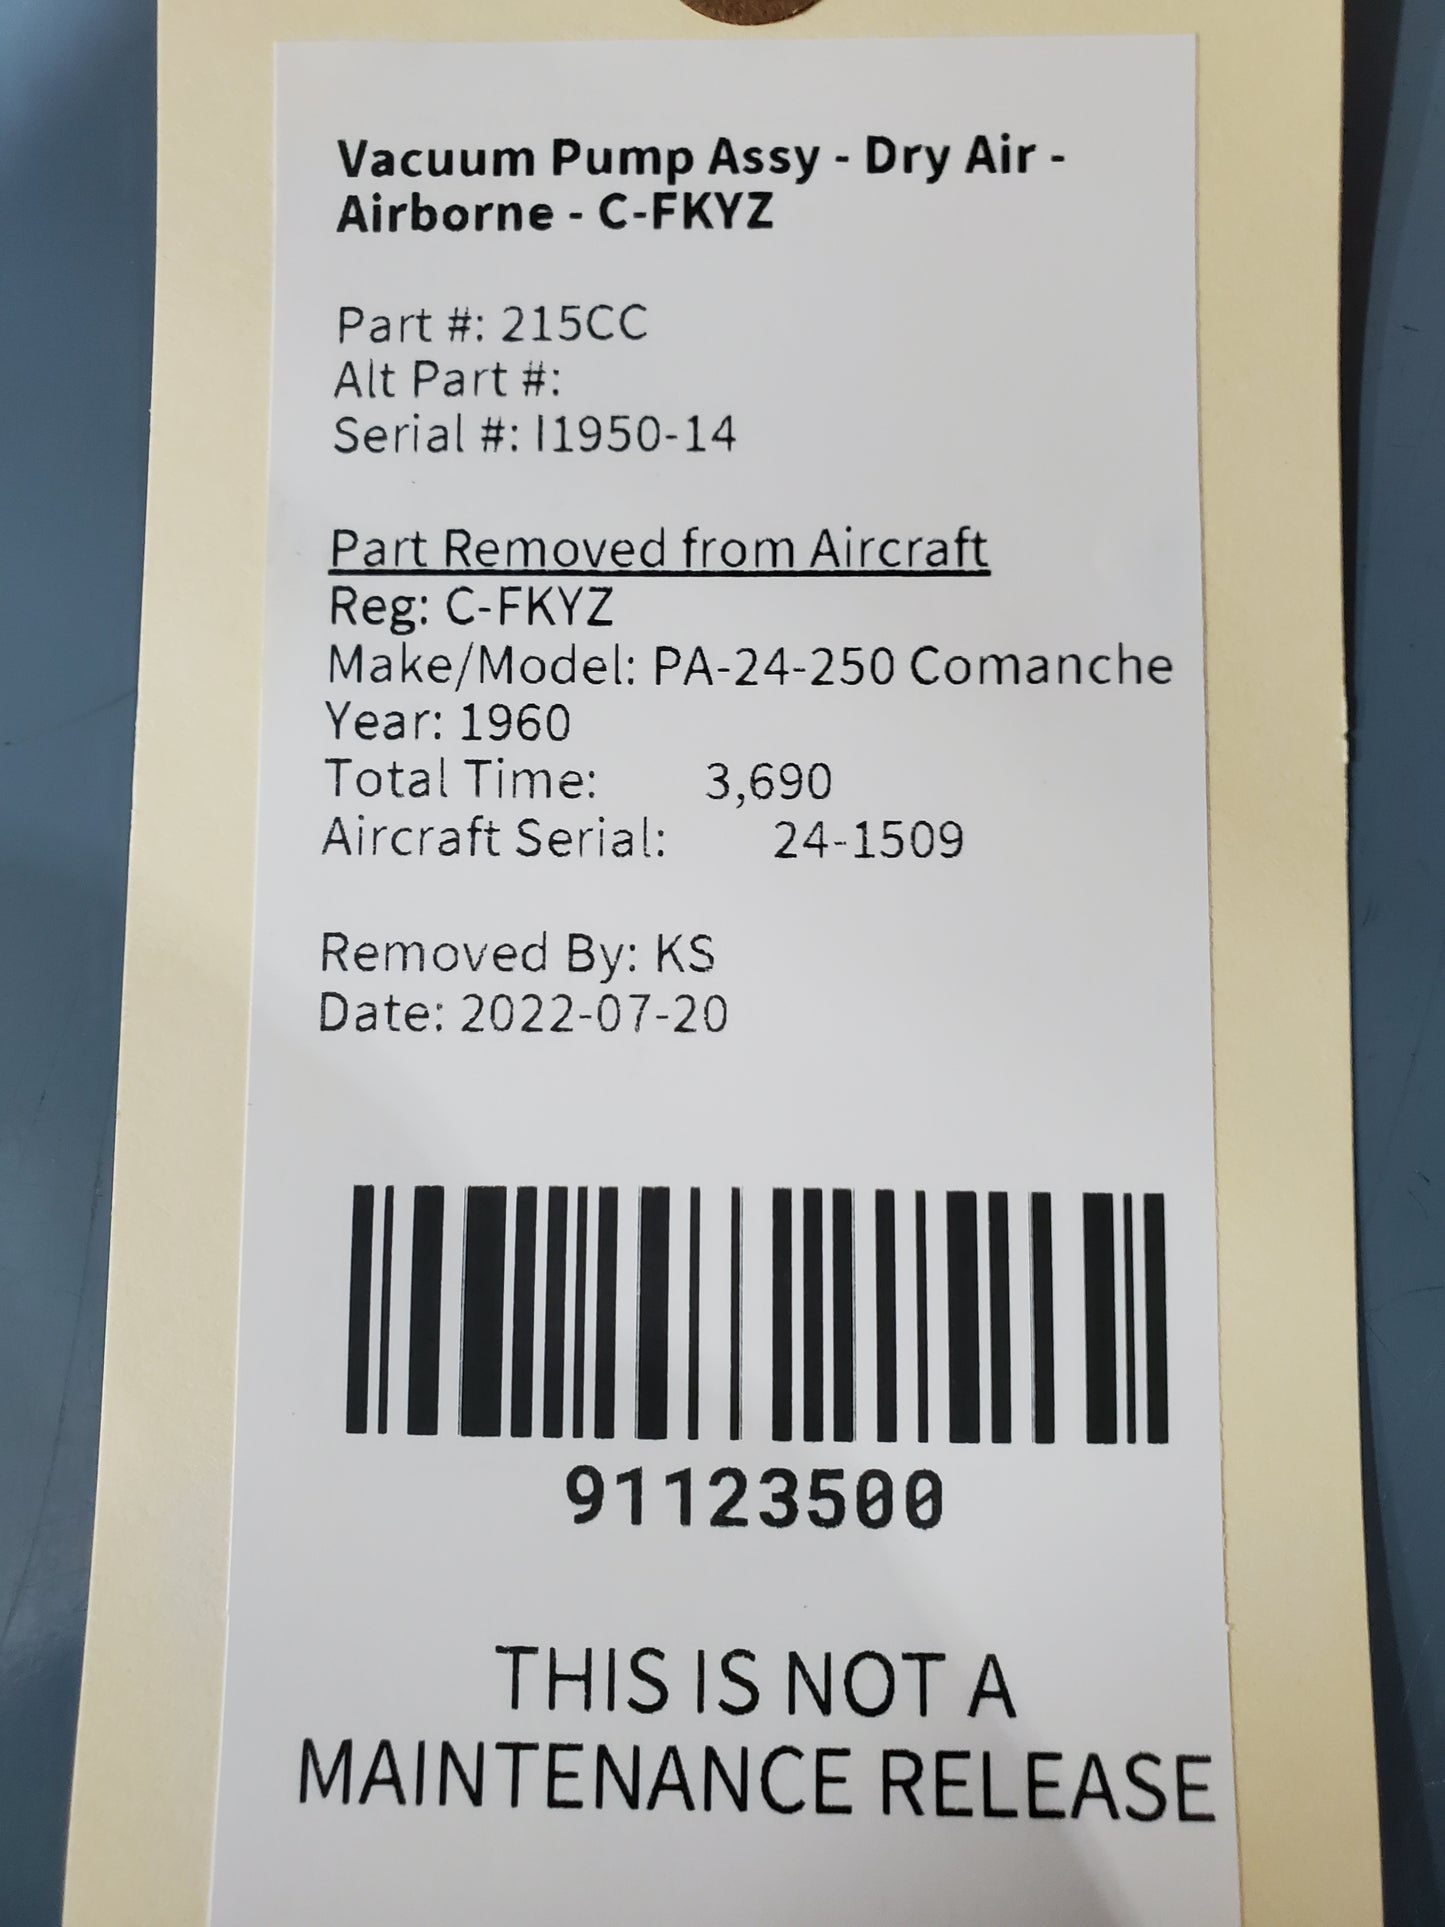 Vacuum Pump Assy - Dry Air -
Airborne - C-FKYZ
Part #: 215CC
Alt Part #:
Serial #: I1950-14
Part Removed from Aircraft
Reg: C-FKYZ
Make/Model: PA-24-250 Comanche
Year: 1960
Total Time: 3,690
Aircraft Serial: 24-1509
Removed By: KS
Date: 2022-07-20
91123500
THIS IS NOT A
MAINTENANCE RELEASE